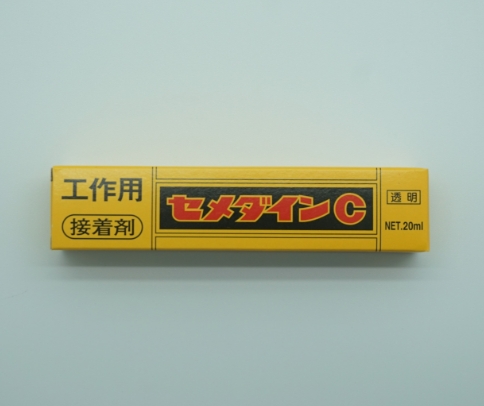 工作用
接着剤
セメダインC
透明
NET.20ml